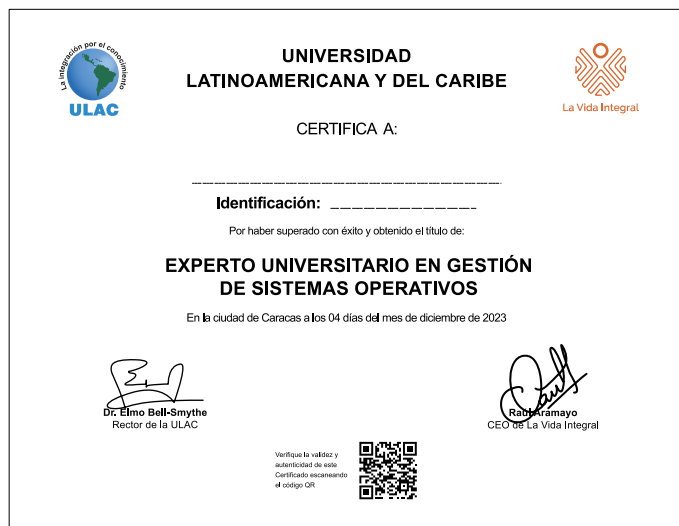 La integración por el conocimiento
ULAC
UNIVERSIDAD
LATINOAMERICANA Y DEL CARIBE
La Vida Integral
CERTIFICA A:
Identificación:
Por haber superado con éxito y obtenido el título de:
EXPERTO UNIVERSITARIO EN GESTIÓN
DE SISTEMAS OPERATIVOS
En la ciudad de Caracas a los 04 días del mes de diciembre de 2023
Dr. Elmo Bell-Smythe
Rector de la ULAC
Raúl Aramayo
CEO de La Vida Integral
Verifique la validez y
autenticidad de este
Certificado escaneando
el código QR